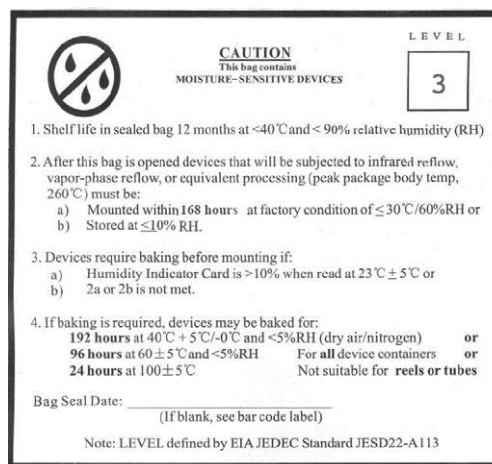 LEVEL
3
CAUTION
This bag contains
MOISTURE-SENSITIVE DEVICES
1. Shelf life in sealed bag 12 months at <40℃and < 90% relative humidity (RH)
2. After this bag is opened devices that will be subjected to infrared reflow,
vapor-phase reflow, or equivalent processing (peak package body temp,
260℃) must be:
a) Mounted within 168 hours at factory condition of ≤30℃/60%RH or
b) Stored at ≤10% RH.
3. Devices require baking before mounting if:
a) Humidity Indicator Card is >10% when read at 23℃±5℃ or
b) 2a or 2b is not met.
4. If baking is required, devices may be baked for:
192 hours at 40℃+5℃/-0℃ and <5%RH (dry air/nitrogen) or
96 hours at 60±5℃and <5%RH For all device containers or
24 hours at 100±5℃ Not suitable for reels or tubes
Bag Seal Date: ____________________
(If blank, see bar code label)
Note: LEVEL defined by EIA JEDEC Standard JESD22-A113